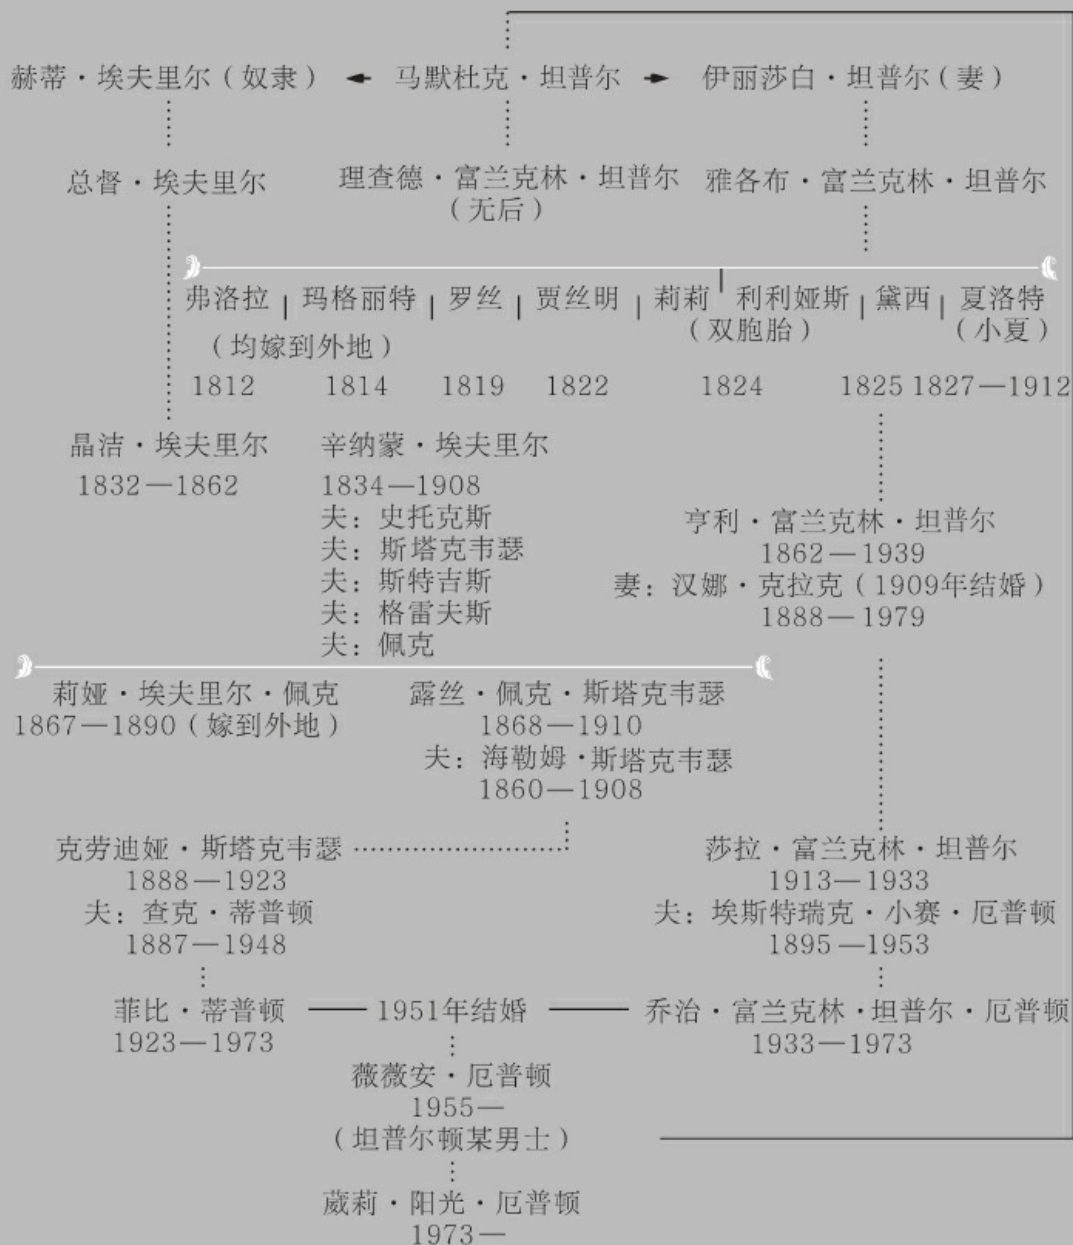 赫蒂·埃夫里尔（奴隶） 马默杜克·坦普尔 伊丽莎白·坦普尔（妻）
总督·埃夫里尔 理查德·富兰克林·坦普尔 雅各布·富兰克林·坦普尔
（无后）
弗洛拉 | 玛格丽特 | 罗丝 | 贾丝明 | 莉莉 利利娅斯 | 黛西 | 夏洛特
（均嫁到外地） （双胞胎） （小夏）
1812 1814 1819 1822 1824 1825 1827—1912
晶洁·埃夫里尔 辛纳蒙·埃夫里尔
1832—1862 1834—1908
夫：史托克斯
夫：斯塔克韦瑟
夫：斯特吉斯
夫：格雷夫斯
夫：佩克
亨利·富兰克林·坦普尔
1862—1939
妻：汉娜·克拉克（1909年结婚）
1888—1979
莉娅·埃夫里尔·佩克 露丝·佩克·斯塔克韦瑟
1867—1890（嫁到外地） 1868—1910
夫：海勒姆·斯塔克韦瑟
1860—1908
克劳迪娅·斯塔克韦瑟 莎拉·富兰克林·坦普尔
1888—1923 1913—1933
夫：查克·蒂普顿 夫：埃斯特瑞克·小赛·厄普顿
1887—1948 1895—1953
菲比·蒂普顿 1951年结婚 乔治·富兰克林·坦普尔·厄普顿
1923—1973 1933—1973
薇薇安·厄普顿
1955—
（坦普尔顿某男士）
葳莉·阳光·厄普顿
1973—